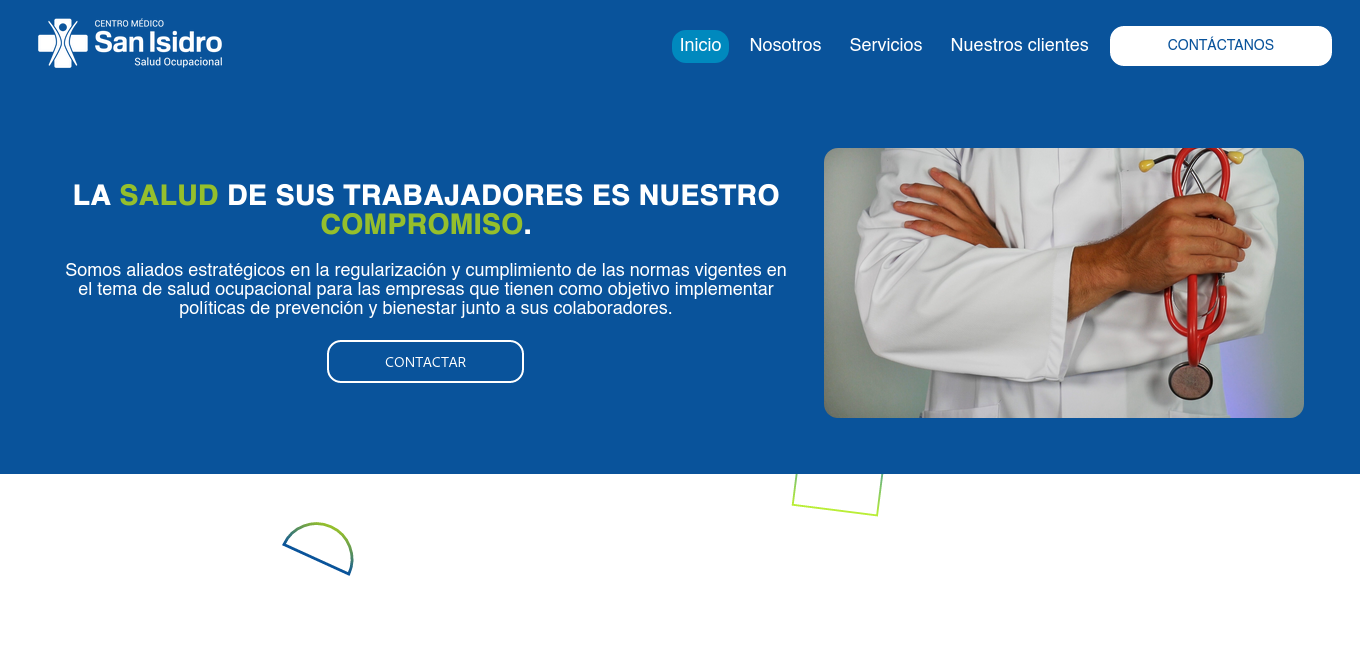 CENTRO MÉDICO
San Isidro
Salud Ocupacional
Inicio
Nosotros
Servicios
Nuestros clientes
CONTÁCTANOS
LA SALUD DE SUS TRABAJADORES ES NUESTRO
COMPROMISO.
Somos aliados estratégicos en la regularización y cumplimiento de las normas vigentes en
el tema de salud ocupacional para las empresas que tienen como objetivo implementar
políticas de prevención y bienestar junto a sus colaboradores.
CONTACTAR